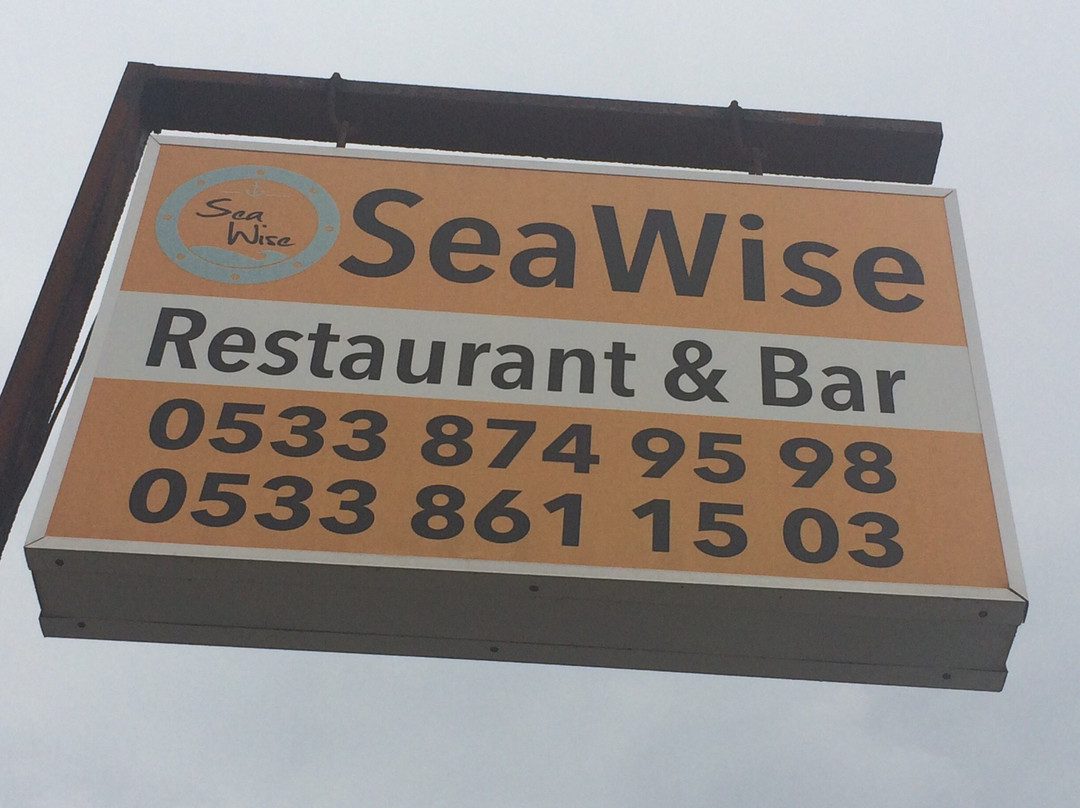 Sea
Wise
SeaWise
Restaurant & Bar
0533 874 95 98
0533 861 15 03